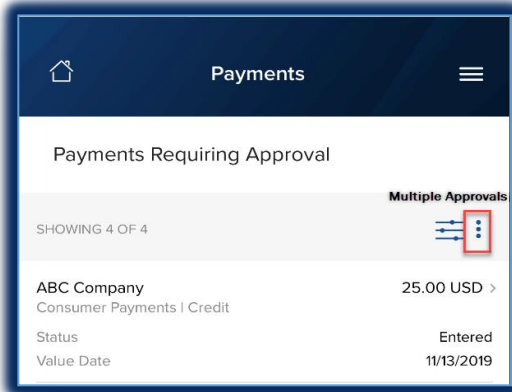 Payments
Payments Requiring Approval
Multiple Approvals
SHOWING 4 OF 4
ABC Company 25.00 USD >
Consumer Payments | Credit
Status Entered
Value Date 11/13/2019